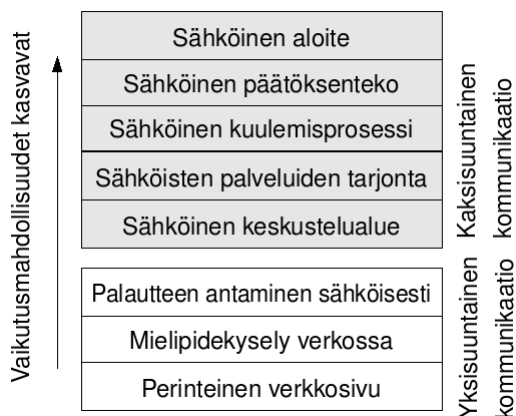 Vaikutusmahdollisuudet kasvavat
Sähköinen aloite
Sähköinen päätöksenteko
Sähköinen kuulemisprosessi
Sähköisten palveluiden tarjonta
Sähköinen keskustelualue
Kaksisuuntainen
kommunikaatio
Palautteen antaminen sähköisesti
Mielipidekysely verkossa
Perinteinen verkkosivu
Yksisuuntainen
kommunikaatio